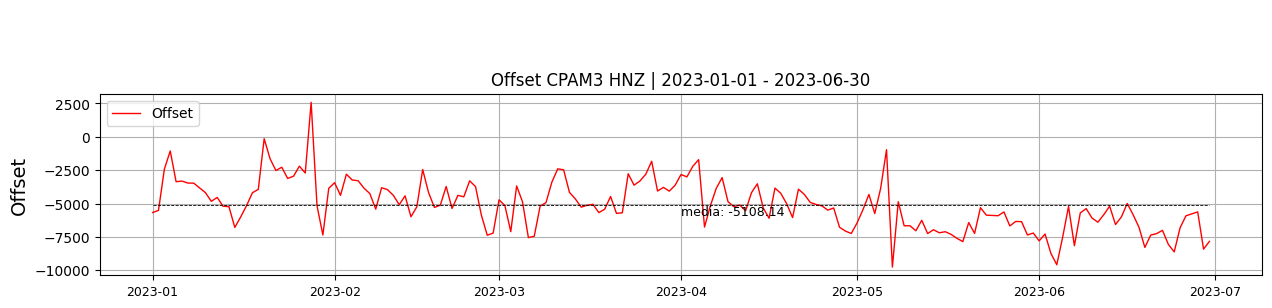 Offset CPAM3 HNZ | 2023-01-01 - 2023-06-30
Offset
Offset
2500
0
−2500
−5000
−7500
−10000
media: -5108.14
2023-01 2023-02 2023-03 2023-04 2023-05 2023-06 2023-07